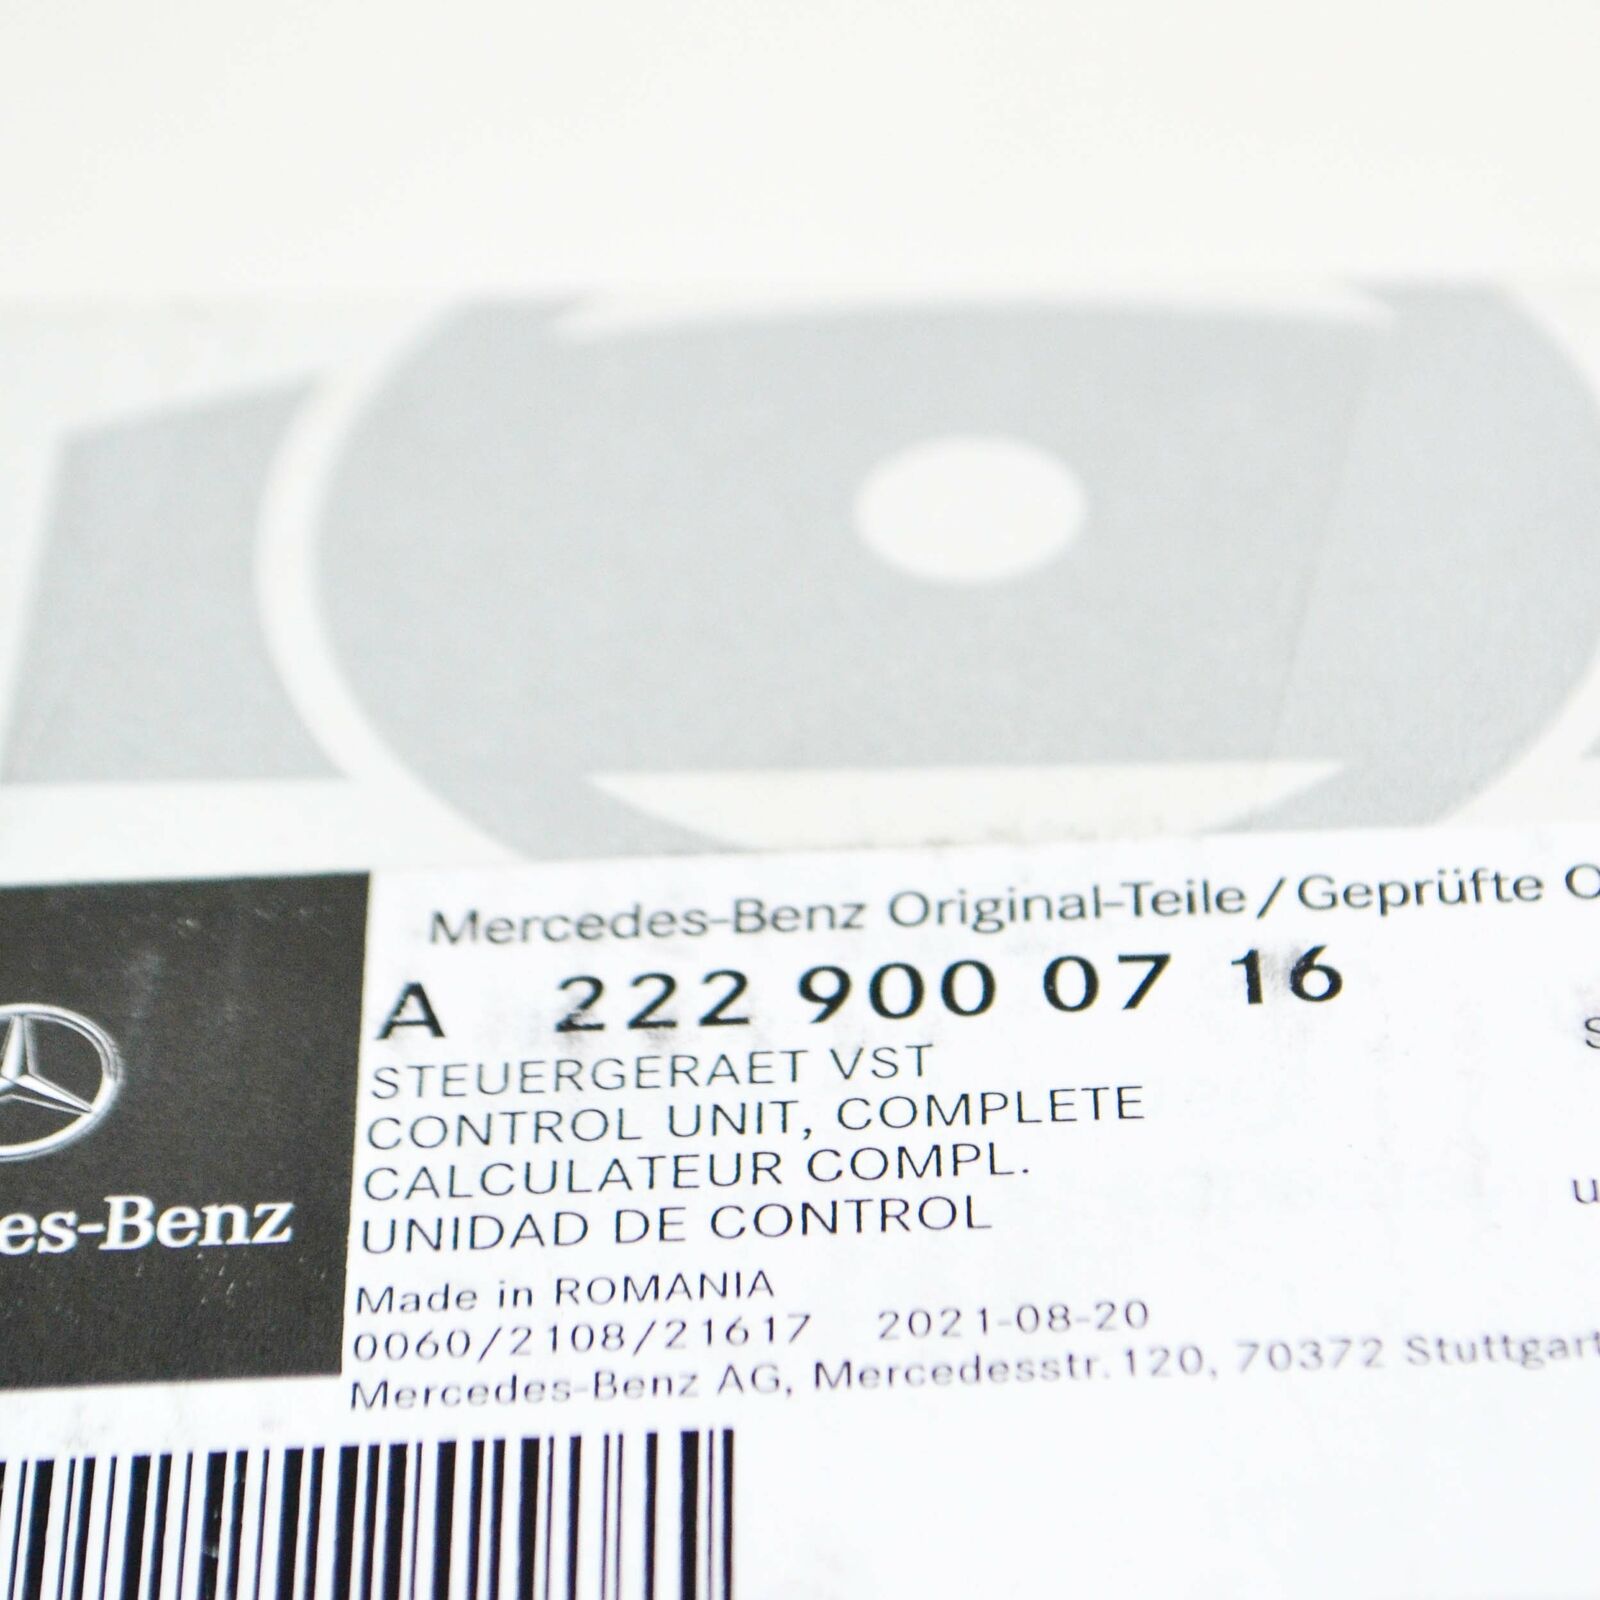 Mercedes-Benz Original-Teile / Geprüfte O
A 222 900 07 16
STEUERGERAET VST
CONTROL UNIT, COMPLETE
CALCULATEUR COMPL.
UNIDAD DE CONTROL
Made in ROMANIA
0060/2108/21617 2021-08-20
Mercedes-Benz AG, Mercedesstr. 120, 70372 Stuttgart
es-Benz